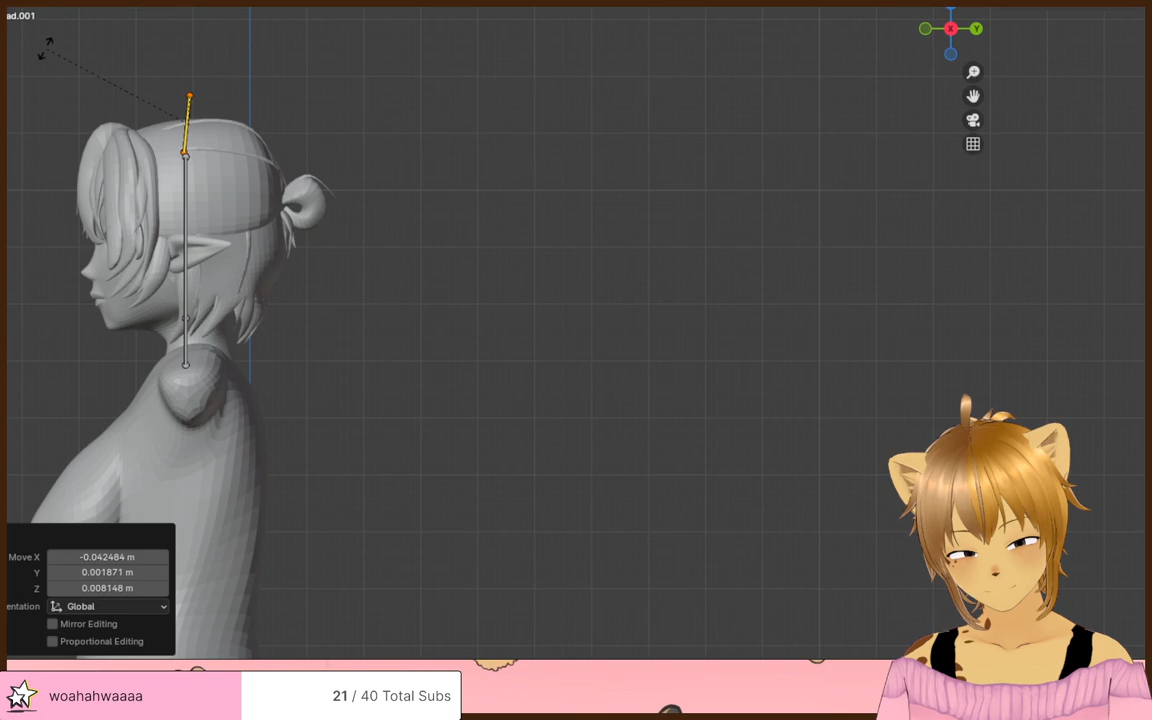 ad.001
X
Y
Move X
-0.042484 m
Y
0.001871 m
Z
0.008148 m
entation
Global
Mirror Editing
Proportional Editing
woahahwaaaa
21 / 40 Total Subs